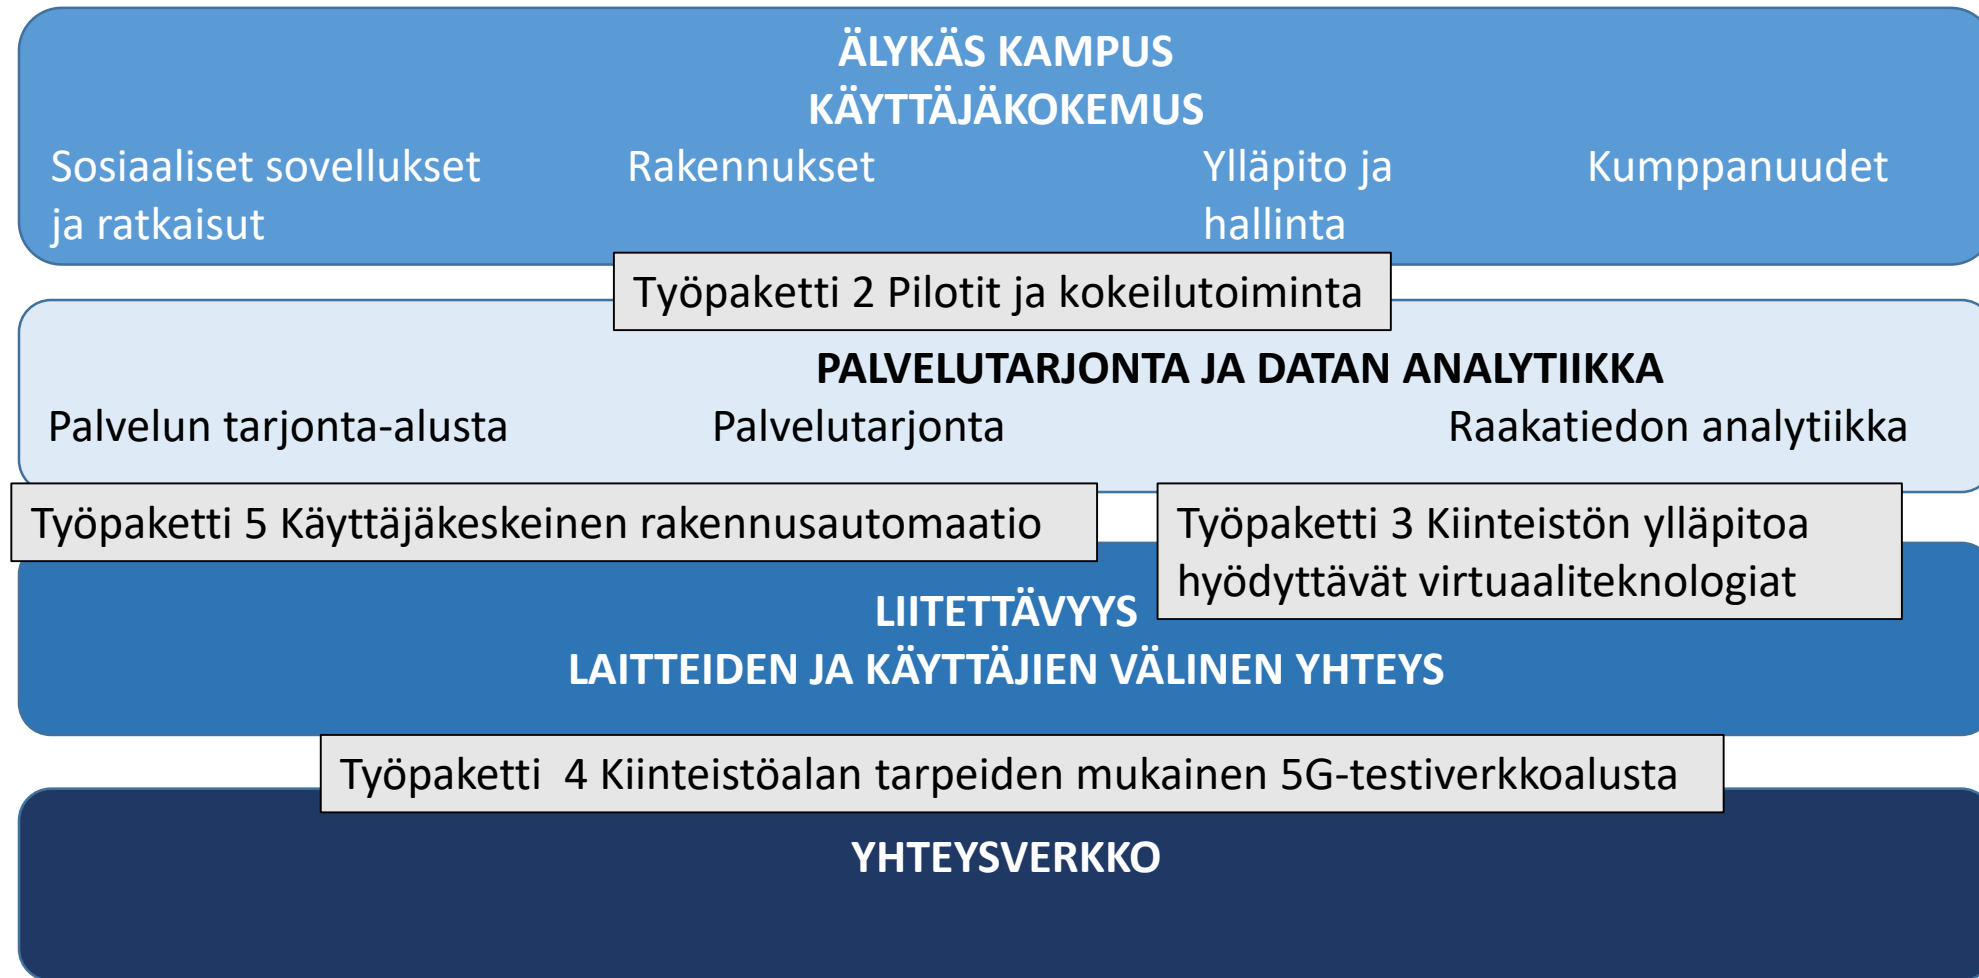 ÄLYKÄS KAMPUS
KÄYTTÄJÄKOKEMUS
Sosiaaliset sovellukset
ja ratkaisut
Rakennukset
Ylläpito ja
hallinta
Kumppanuudet
Työpaketti 2 Pilotit ja kokeilutoiminta
PALVELUTARJONTA JA DATAN ANALYTIIKKA
Palvelun tarjonta-alusta
Palvelutarjonta
Raakatiedon analytiikka
Työpaketti 5 Käyttäjäkeskeinen rakennusautomaatio
Työpaketti 3 Kiinteistön ylläpitoa
hyödyttävät virtuaaliteknologiat
LIITETTÄVYYS
LAITTEIDEN JA KÄYTTÄJIEN VÄLINEN YHTEYS
Työpaketti  4 Kiinteistöalan tarpeiden mukainen 5G-testiverkkoalusta
YHTEYSVERKKO